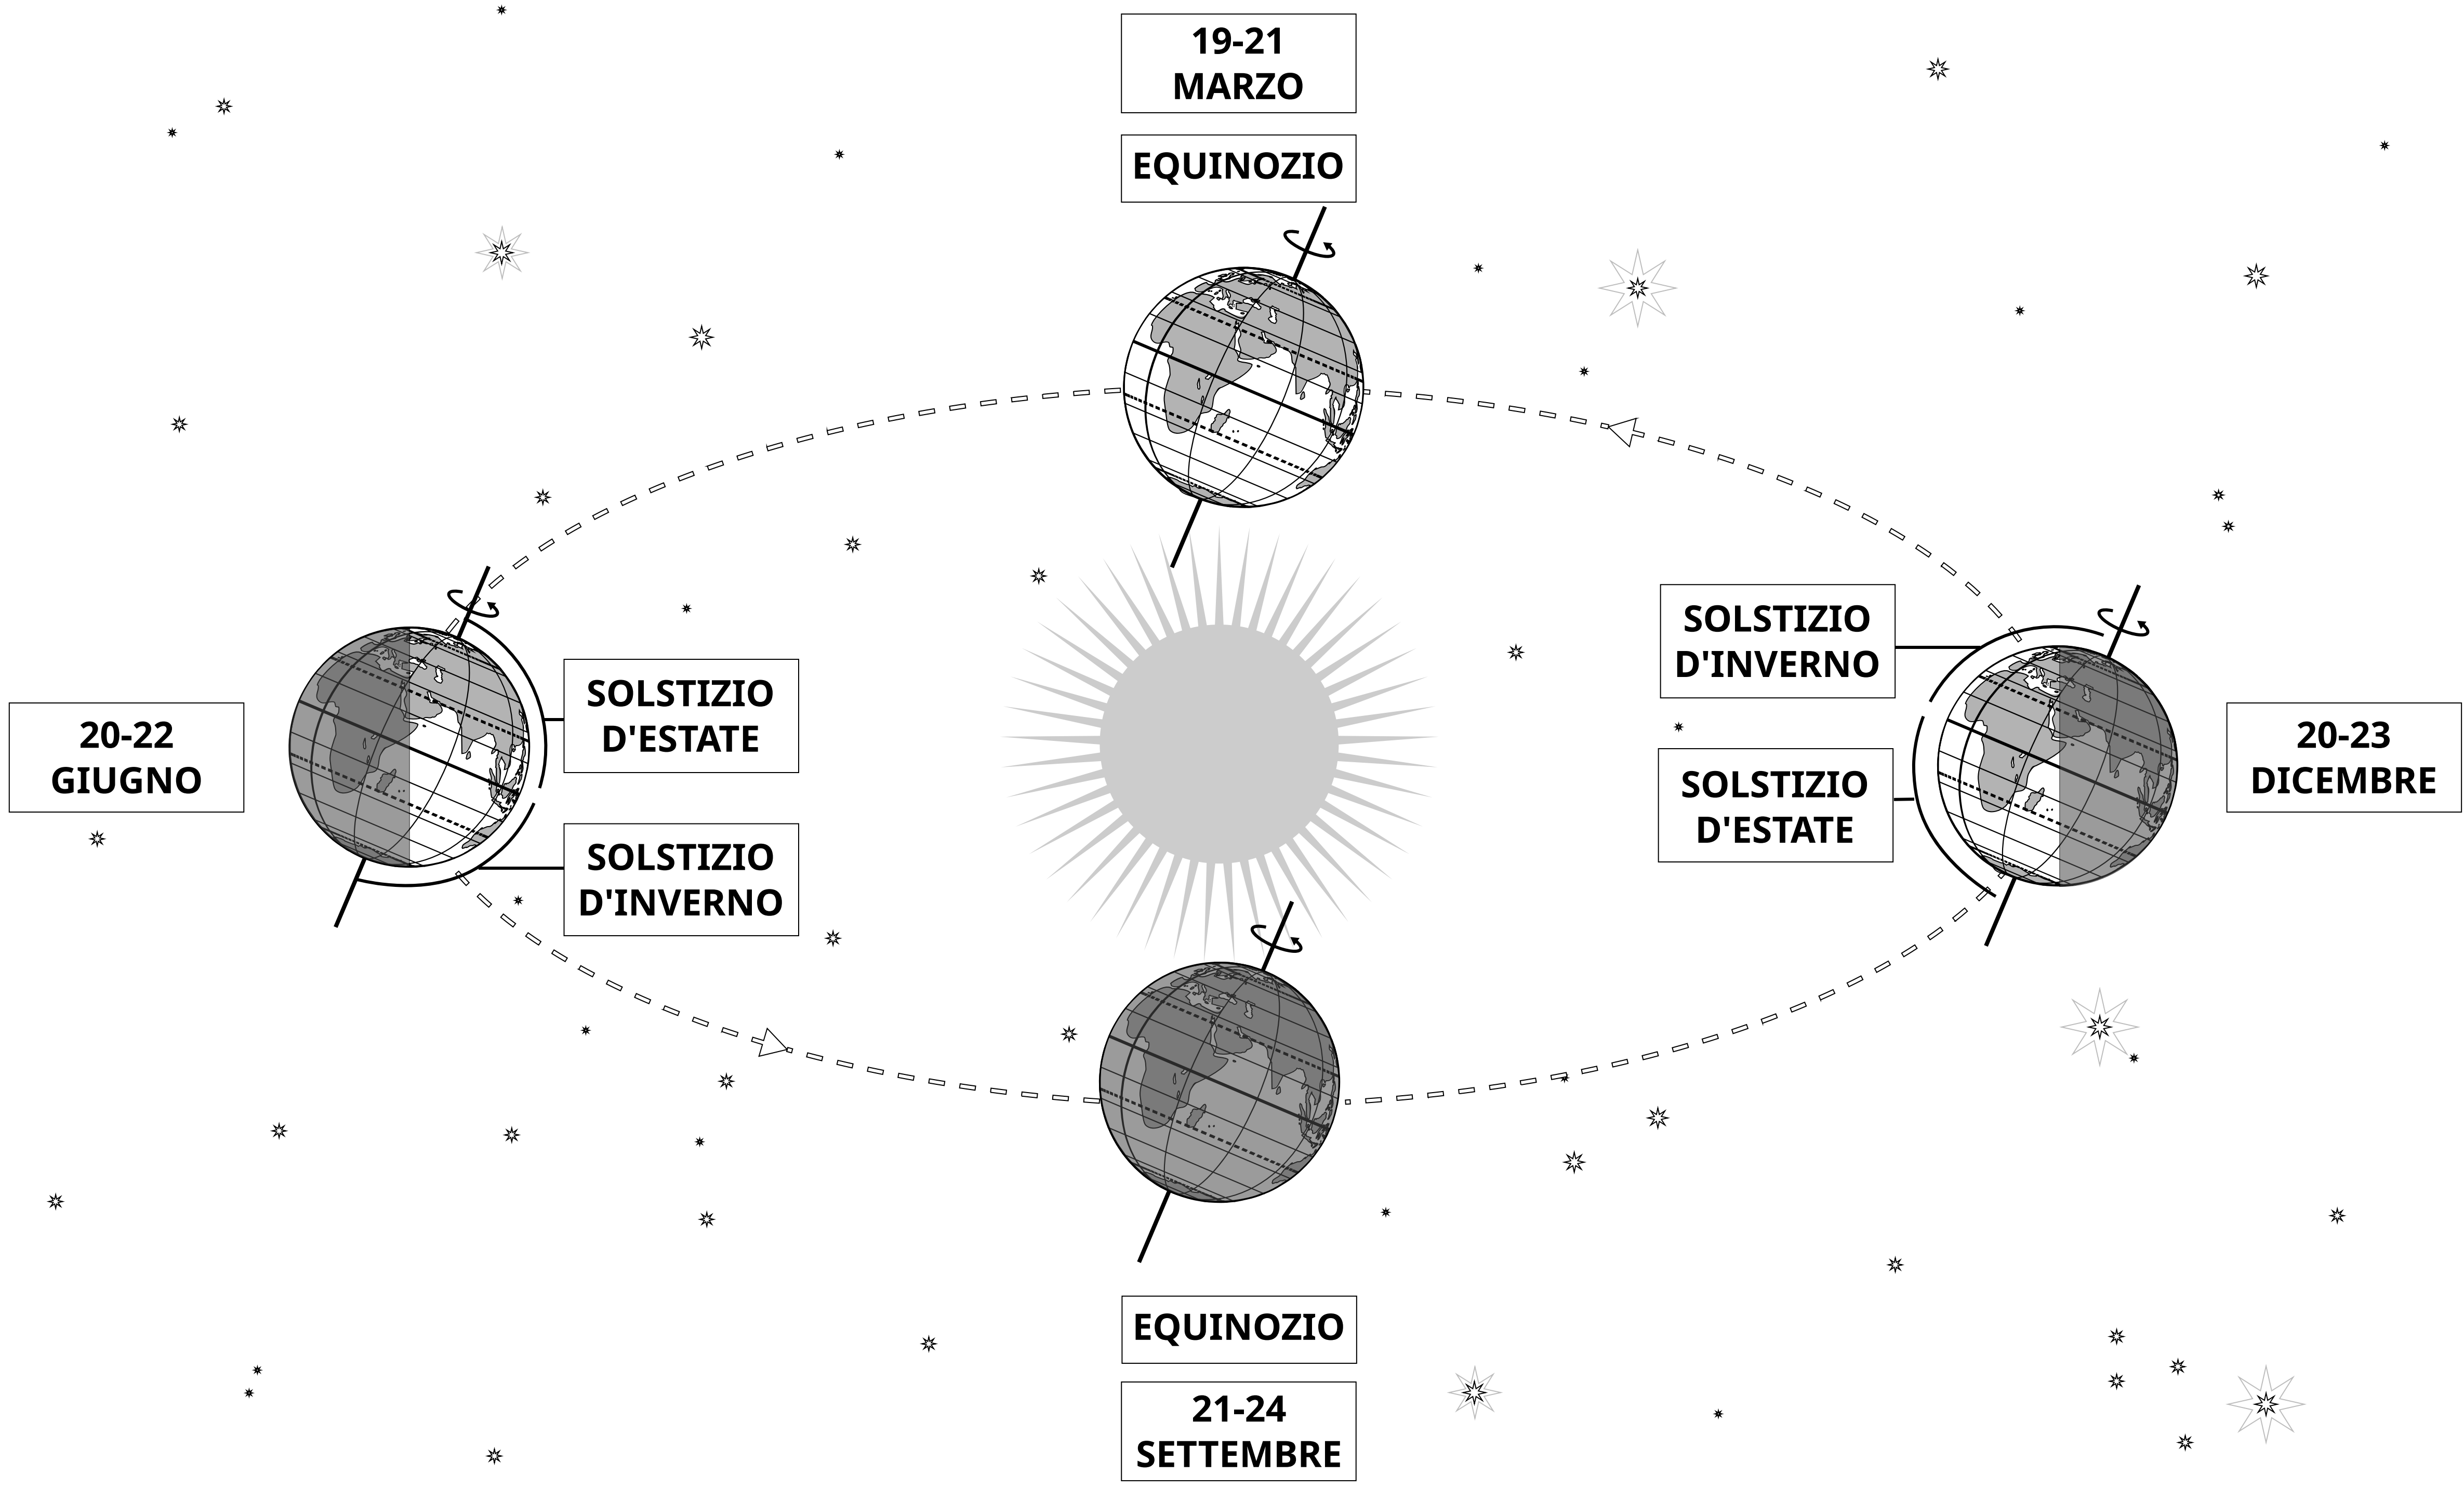 19-21
MARZO
EQUINOZIO
20-22
GIUGNO
SOLSTIZIO
D'ESTATE
SOLSTIZIO
D'INVERNO
SOLSTIZIO
D'INVERNO
SOLSTIZIO
D'ESTATE
20-23
DICEMBRE
EQUINOZIO
21-24
SETTEMBRE